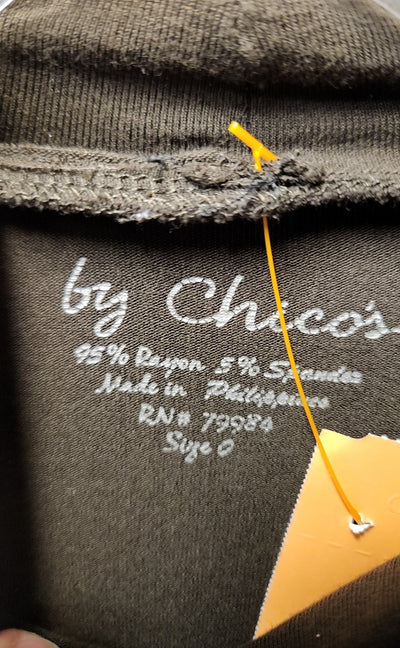 by Chico's
95% Rayon 5% Spandex
Made in Philippines
RN# 79984
Size 0